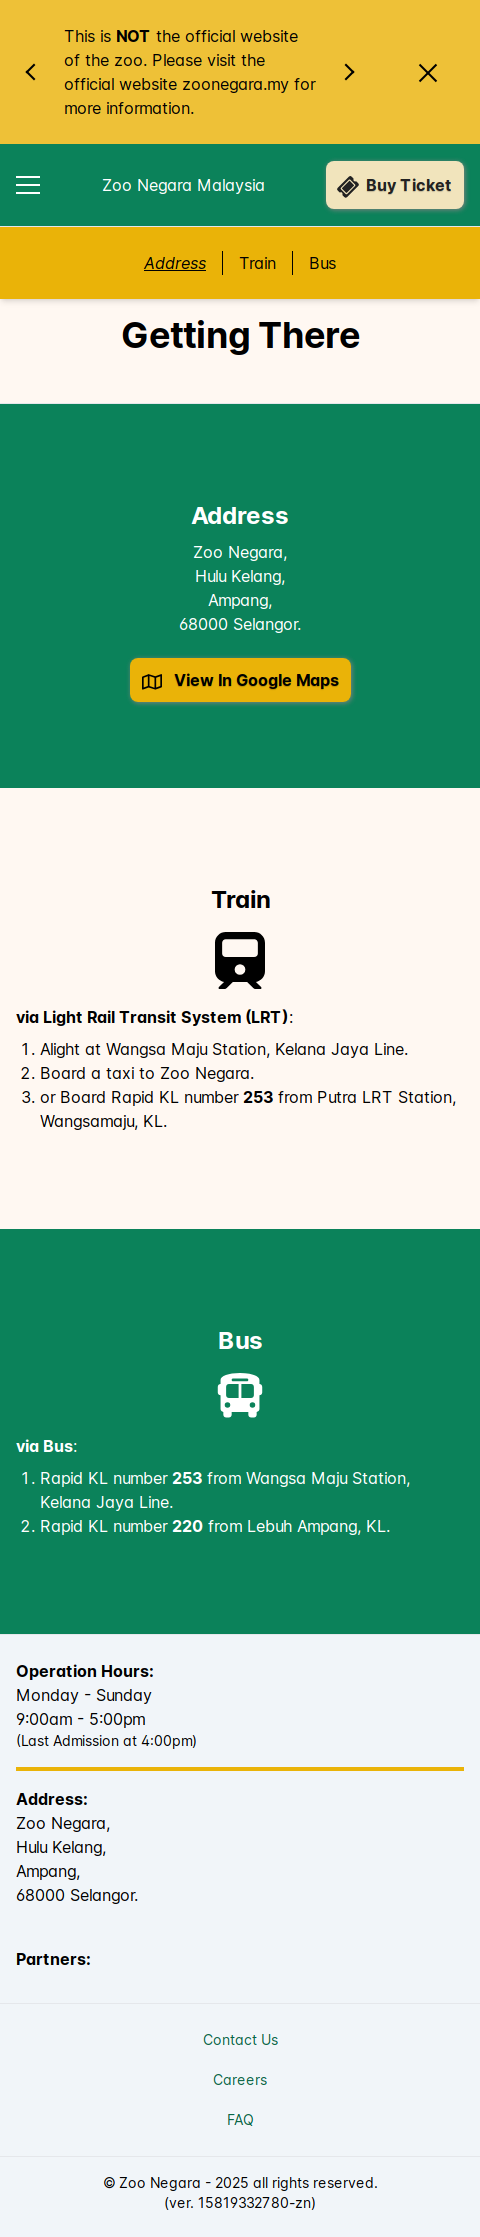 This is NOT the official website
of the zoo. Please visit the
official website zoonegara.my for
more information.
Zoo Negara Malaysia
Buy Ticket
Address
Train
Bus
Getting There
Address
Zoo Negara,
Hulu Kelang,
Ampang,
68000 Selangor.
View In Google Maps
Train
via Light Rail Transit System (LRT):
1. Alight at Wangsa Maju Station, Kelana Jaya Line.
2. Board a taxi to Zoo Negara.
3. or Board Rapid KL number 253 from Putra LRT Station,
Wangsamaju, KL.
Bus
via Bus:
1. Rapid KL number 253 from Wangsa Maju Station,
Kelana Jaya Line.
2. Rapid KL number 220 from Lebuh Ampang, KL.
Operation Hours:
Monday - Sunday
9:00am - 5:00pm
(Last Admission at 4:00pm)
Address:
Zoo Negara,
Hulu Kelang,
Ampang,
68000 Selangor.
Partners:
Contact Us
Careers
FAQ
© Zoo Negara - 2025 all rights reserved.
(ver. 15819332780-zn)